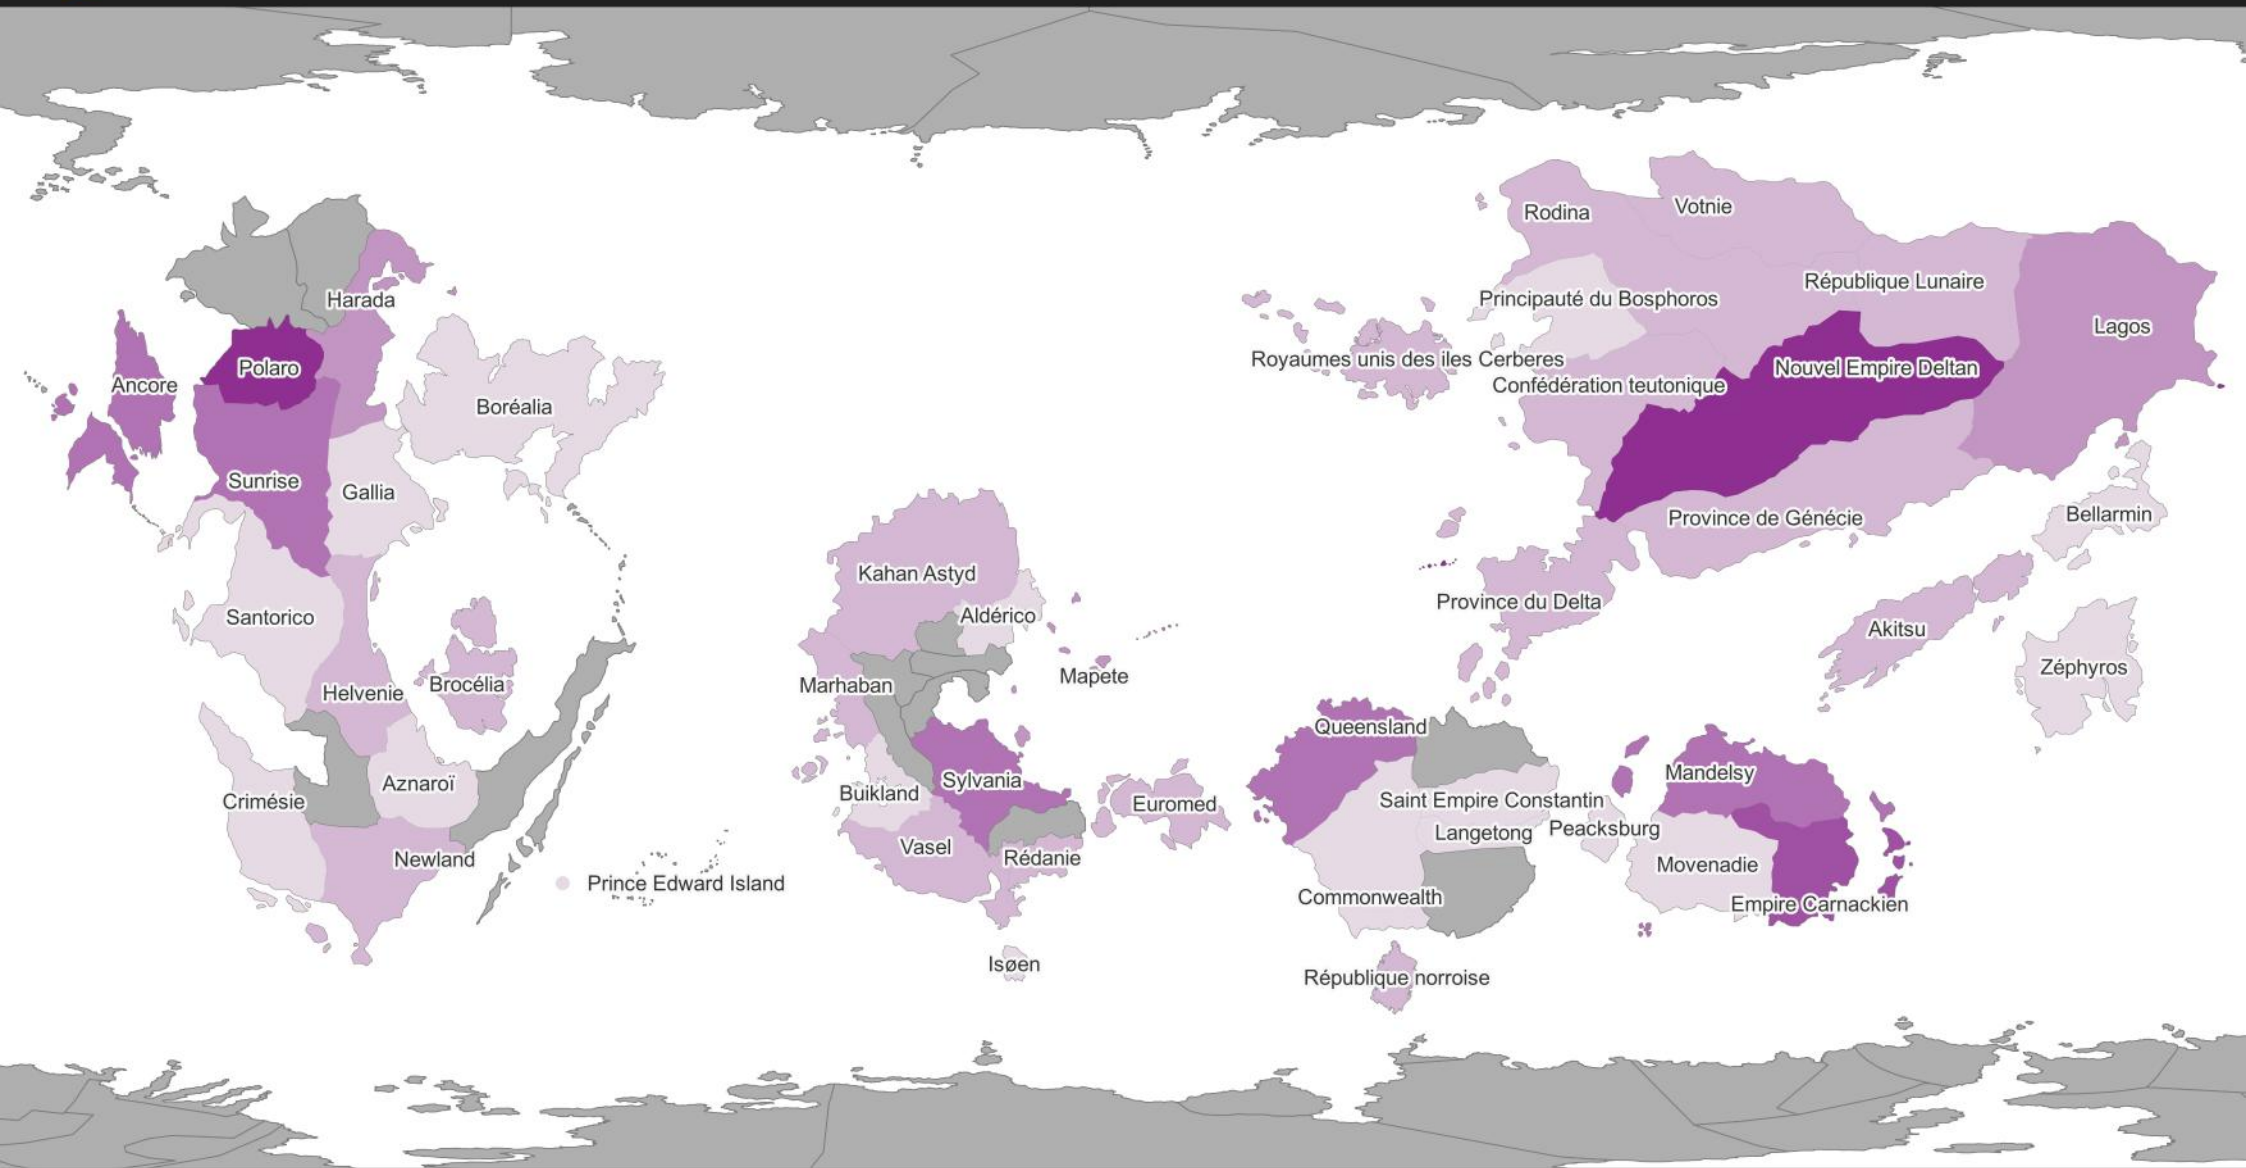 Harada
Polaro
Ancore
Boréalia
Sunrise
Gallia
Santorico
Helvenie
Brocélia
Aznaroï
Crimésie
Newland
Prince Edward Island
Kahan Astyd
Aldérico
Mapete
Marhaban
Sylvania
Buikland
Euromed
Vasel
Rédanie
Isøen
Rodina
Votnie
République Lunaire
Principauté du Bosphoros
Lagos
Royaumes unis des iles Cerberes
Nouvel Empire Deltan
Confédération teutonique
Province de Génécie
Bellarmin
Province du Delta
Akitsu
Zéphyros
Queensland
Mandelsy
Saint Empire Constantin
Langetong
Peacksburg
Movenadie
Commonwealth
Empire Carnackien
République norroise